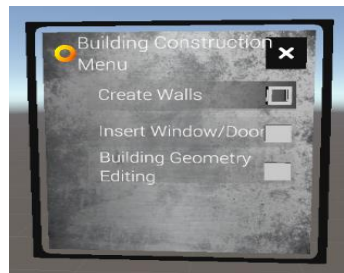 Building Construction
Menu
Create Walls
Insert Window/Door
Building Geometry
Editing